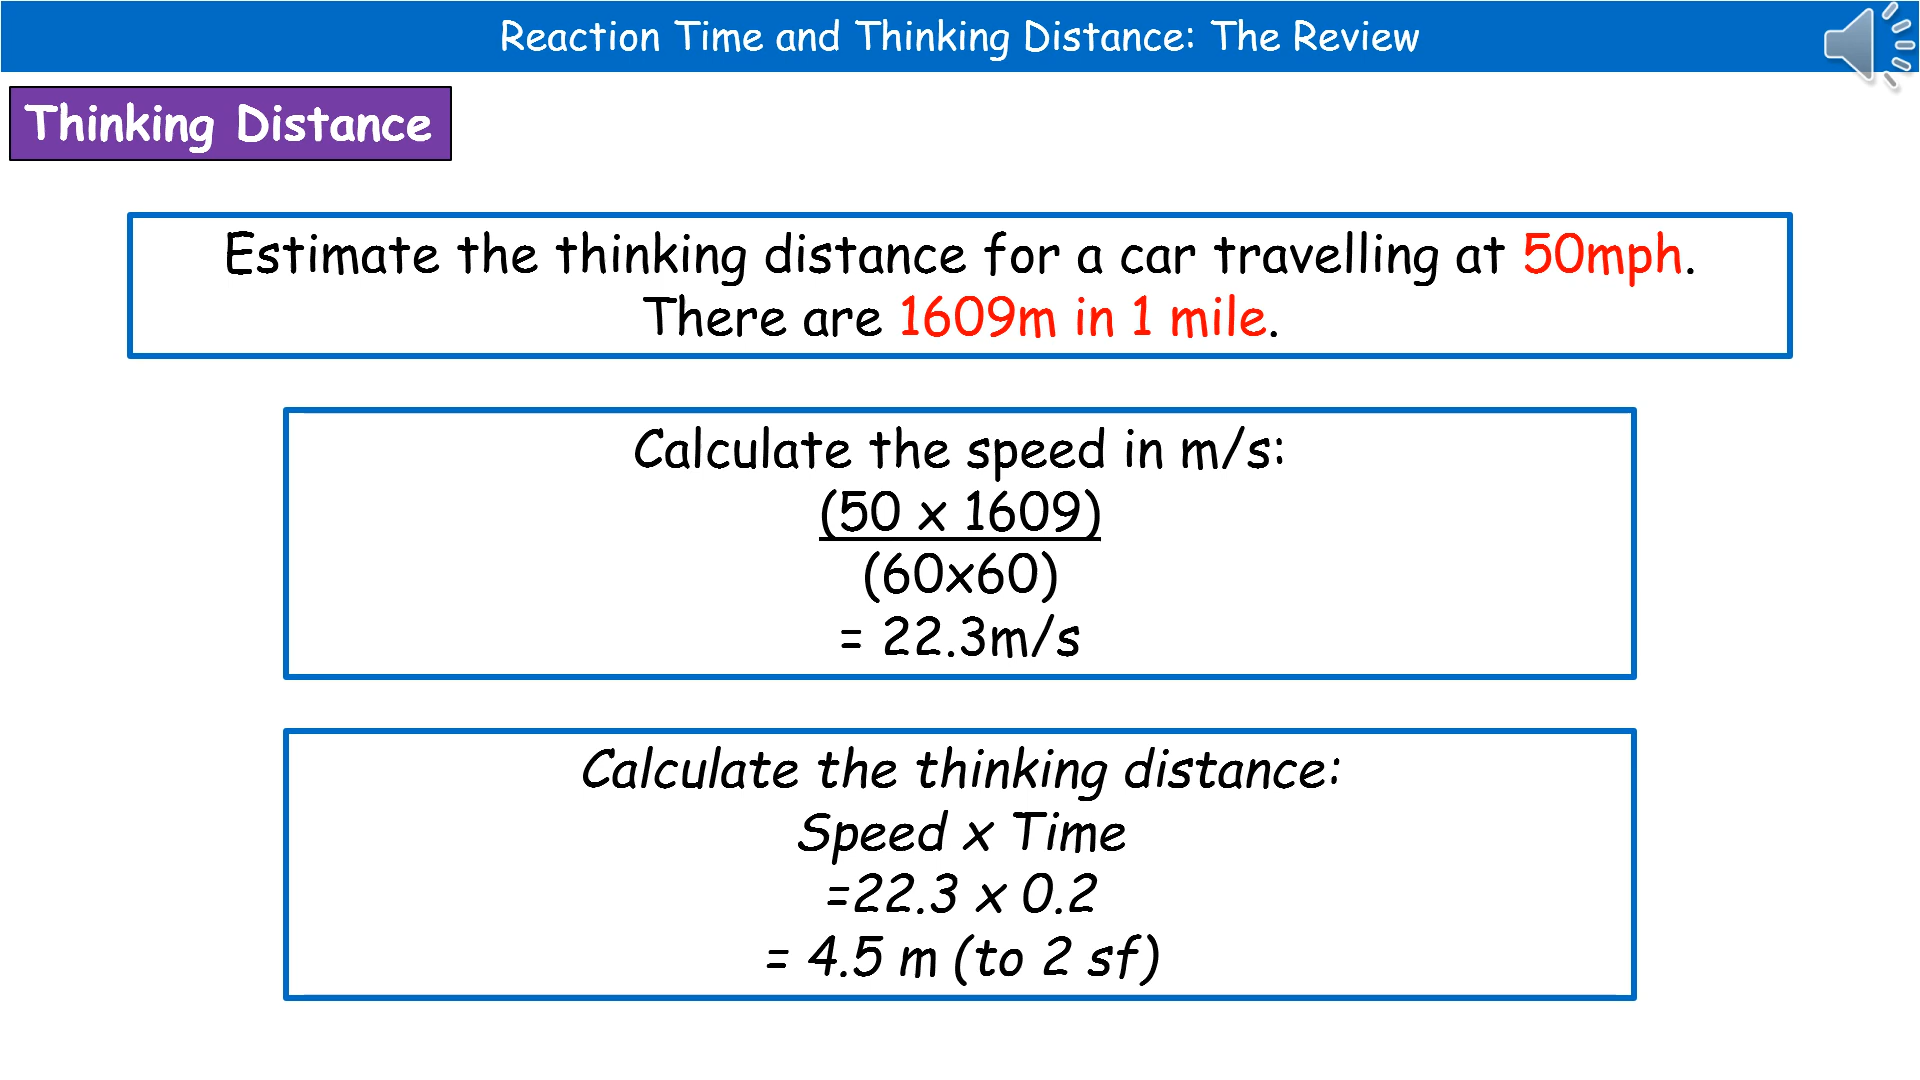 Reaction Time and Thinking Distance: The Review
Thinking Distance
Estimate the thinking distance for a car travelling at 50mph.
There are 1609m in 1 mile.
Calculate the speed in m/s:
(50 x 1609)
(60x60)
= 22.3m/s
Calculate the thinking distance:
Speed x Time
=22.3 x 0.2
= 4.5 m (to 2 sf)